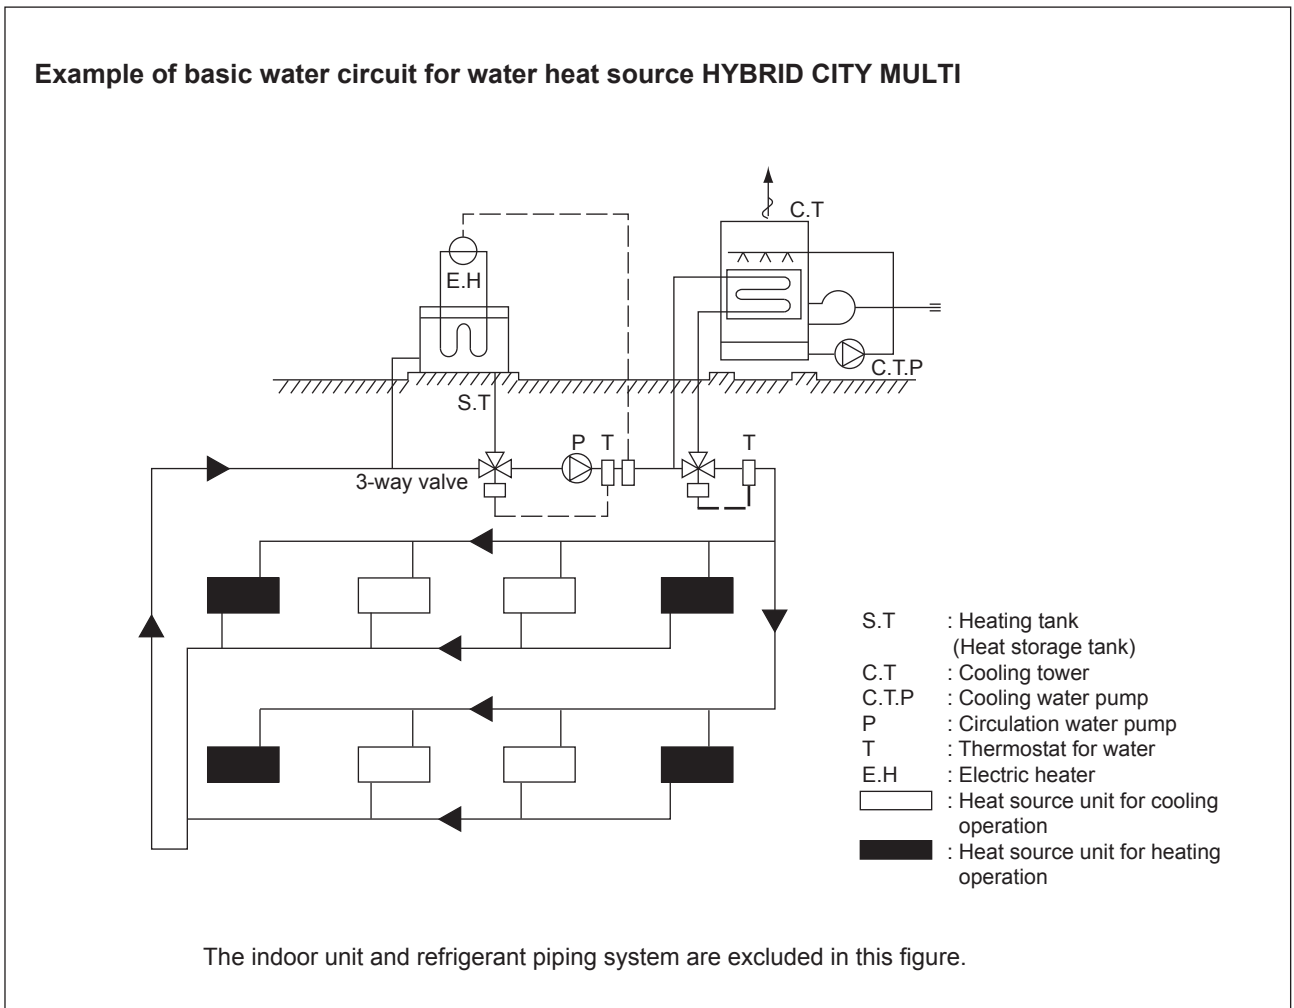 Example of basic water circuit for water heat source HYBRID CITY MULTI
C.T
E.H
C.T.P
S.T
P T
T
3-way valve
S.T : Heating tank
(Heat storage tank)
C.T : Cooling tower
C.T.P : Cooling water pump
P : Circulation water pump
T : Thermostat for water
E.H : Electric heater
: Heat source unit for cooling
operation
: Heat source unit for heating
operation
The indoor unit and refrigerant piping system are excluded in this figure.